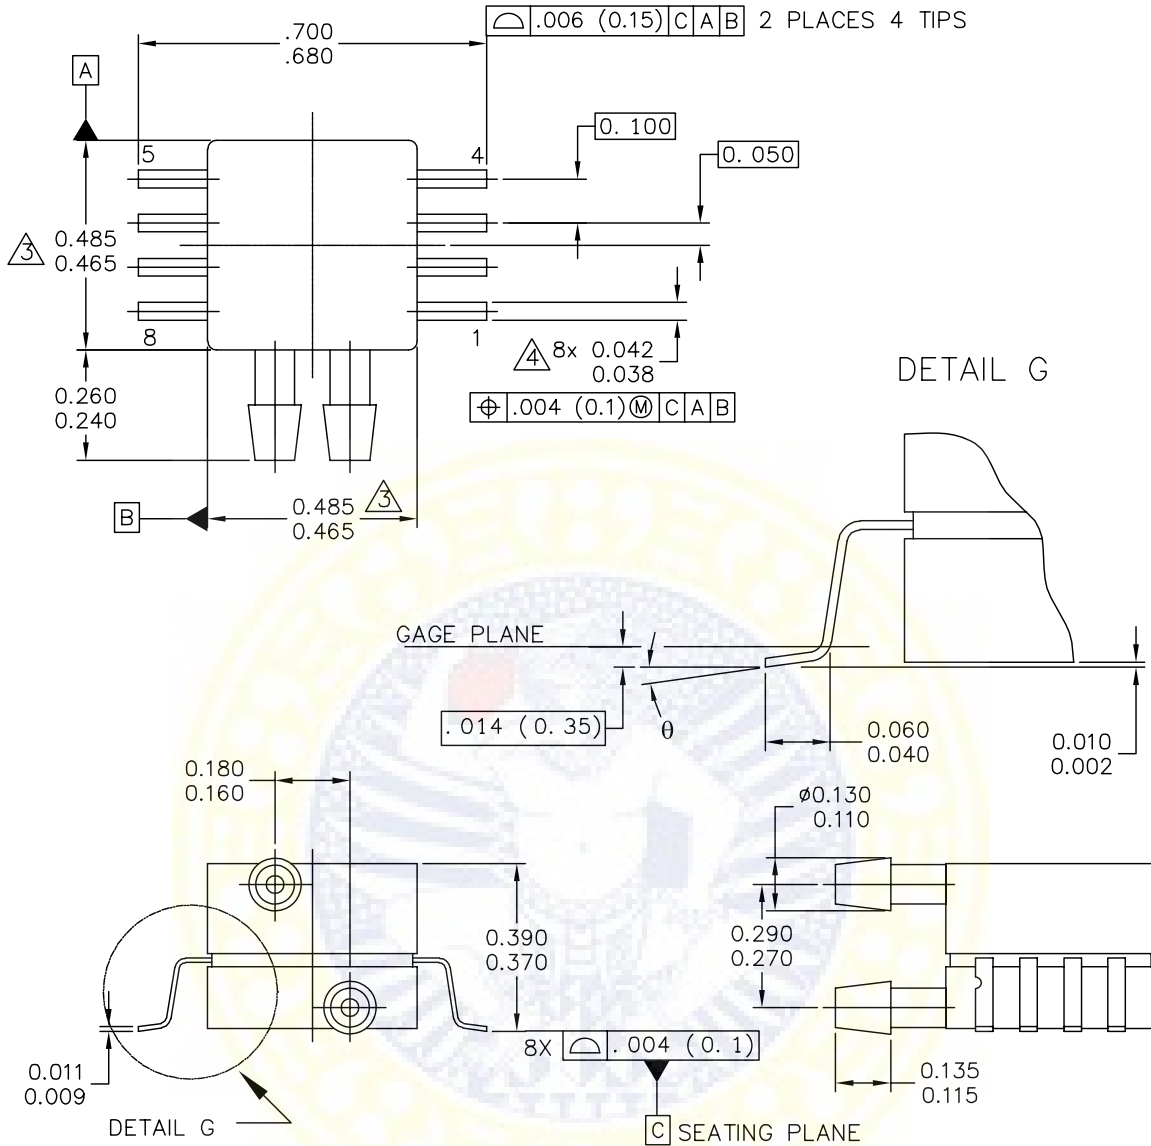 .006 (0.15) C A B 2 PLACES 4 TIPS
.700
.680
A
0.100
0.050
5
4
3
0.485
0.465
8
1
4 8x 0.042
0.038
.004 (0.1) Ⓜ C A B
0.260
0.240
DETAIL G
B
0.485
0.465
3
GAGE PLANE
.014 (0.35)
θ
0.060
0.040
0.010
0.002
0.180
0.160
ø0.130
0.110
0.390
0.370
0.290
0.270
8X .004 (0.1)
0.011
0.009
0.135
0.115
DETAIL G
C SEATING PLANE